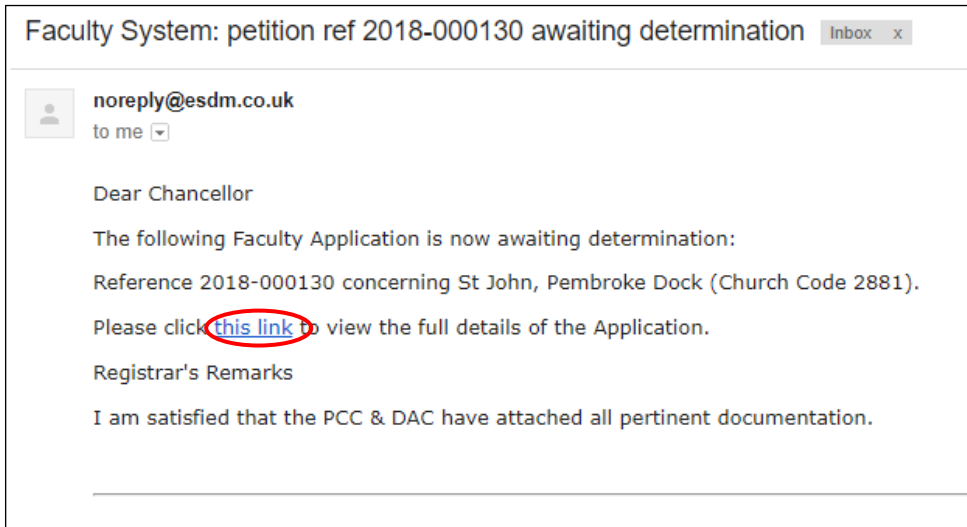 Faculty System: petition ref 2018-000130 awaiting determination Inbox x
noreply@esdm.co.uk
to me
Dear Chancellor
The following Faculty Application is now awaiting determination:
Reference 2018-000130 concerning St John, Pembroke Dock (Church Code 2881).
Please click this link to view the full details of the Application.
Registrar's Remarks
I am satisfied that the PCC & DAC have attached all pertinent documentation.